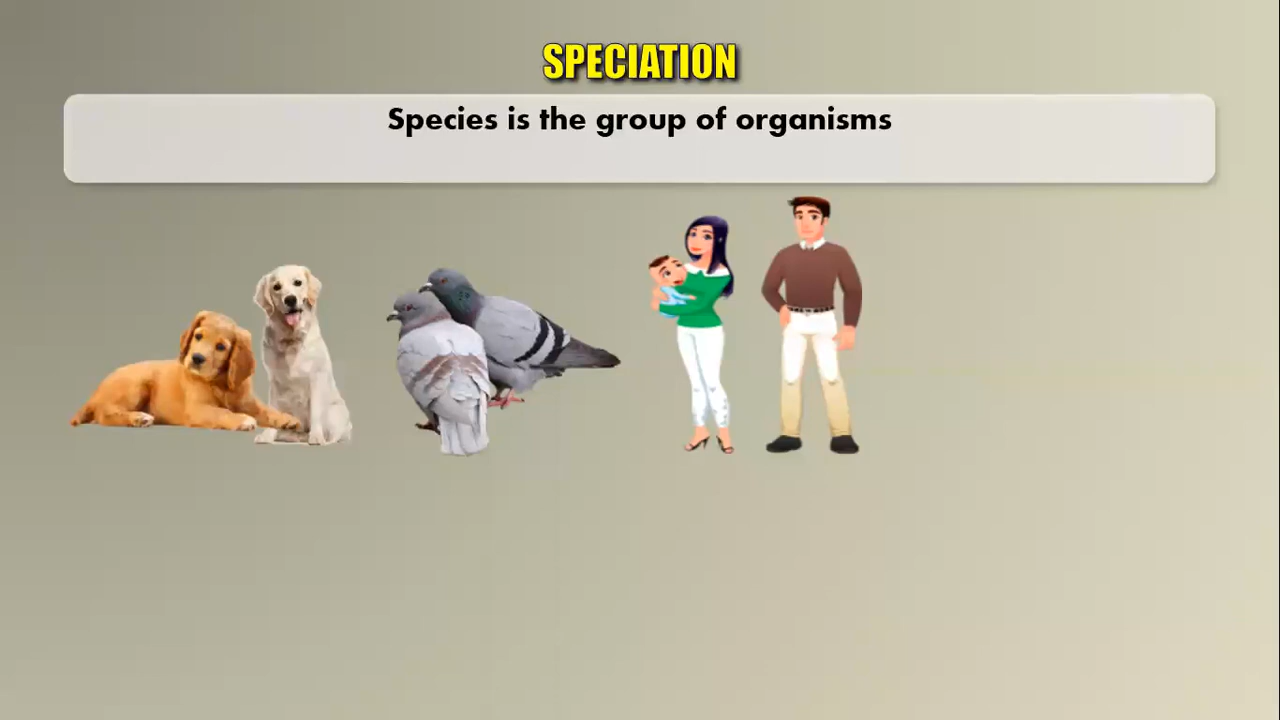 SPECIATION
Species is the group of organisms